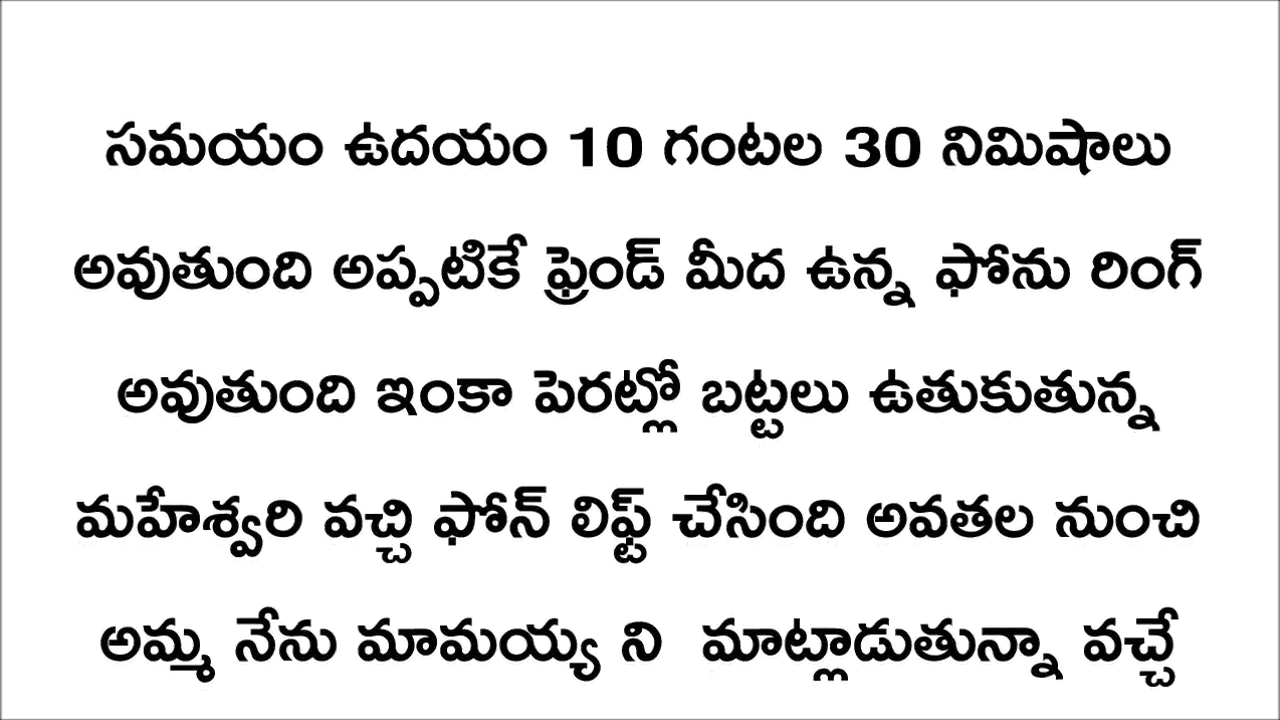 సమయం ఉదయం 10 గంటల 30 నిమిషాలు
అవుతుంది అప్పటికే ఫ్రెండ్ మీద ఉన్న ఫోను రింగ్
అవుతుంది ఇంకా పెరట్లో బట్టలు ఉతుకుతున్న
మహేశ్వరి వచ్చి ఫోన్ లిఫ్ట్ చేసింది అవతల నుంచి
అమ్మ నేను మామయ్య ని మాట్లాడుతున్నా వచ్చే